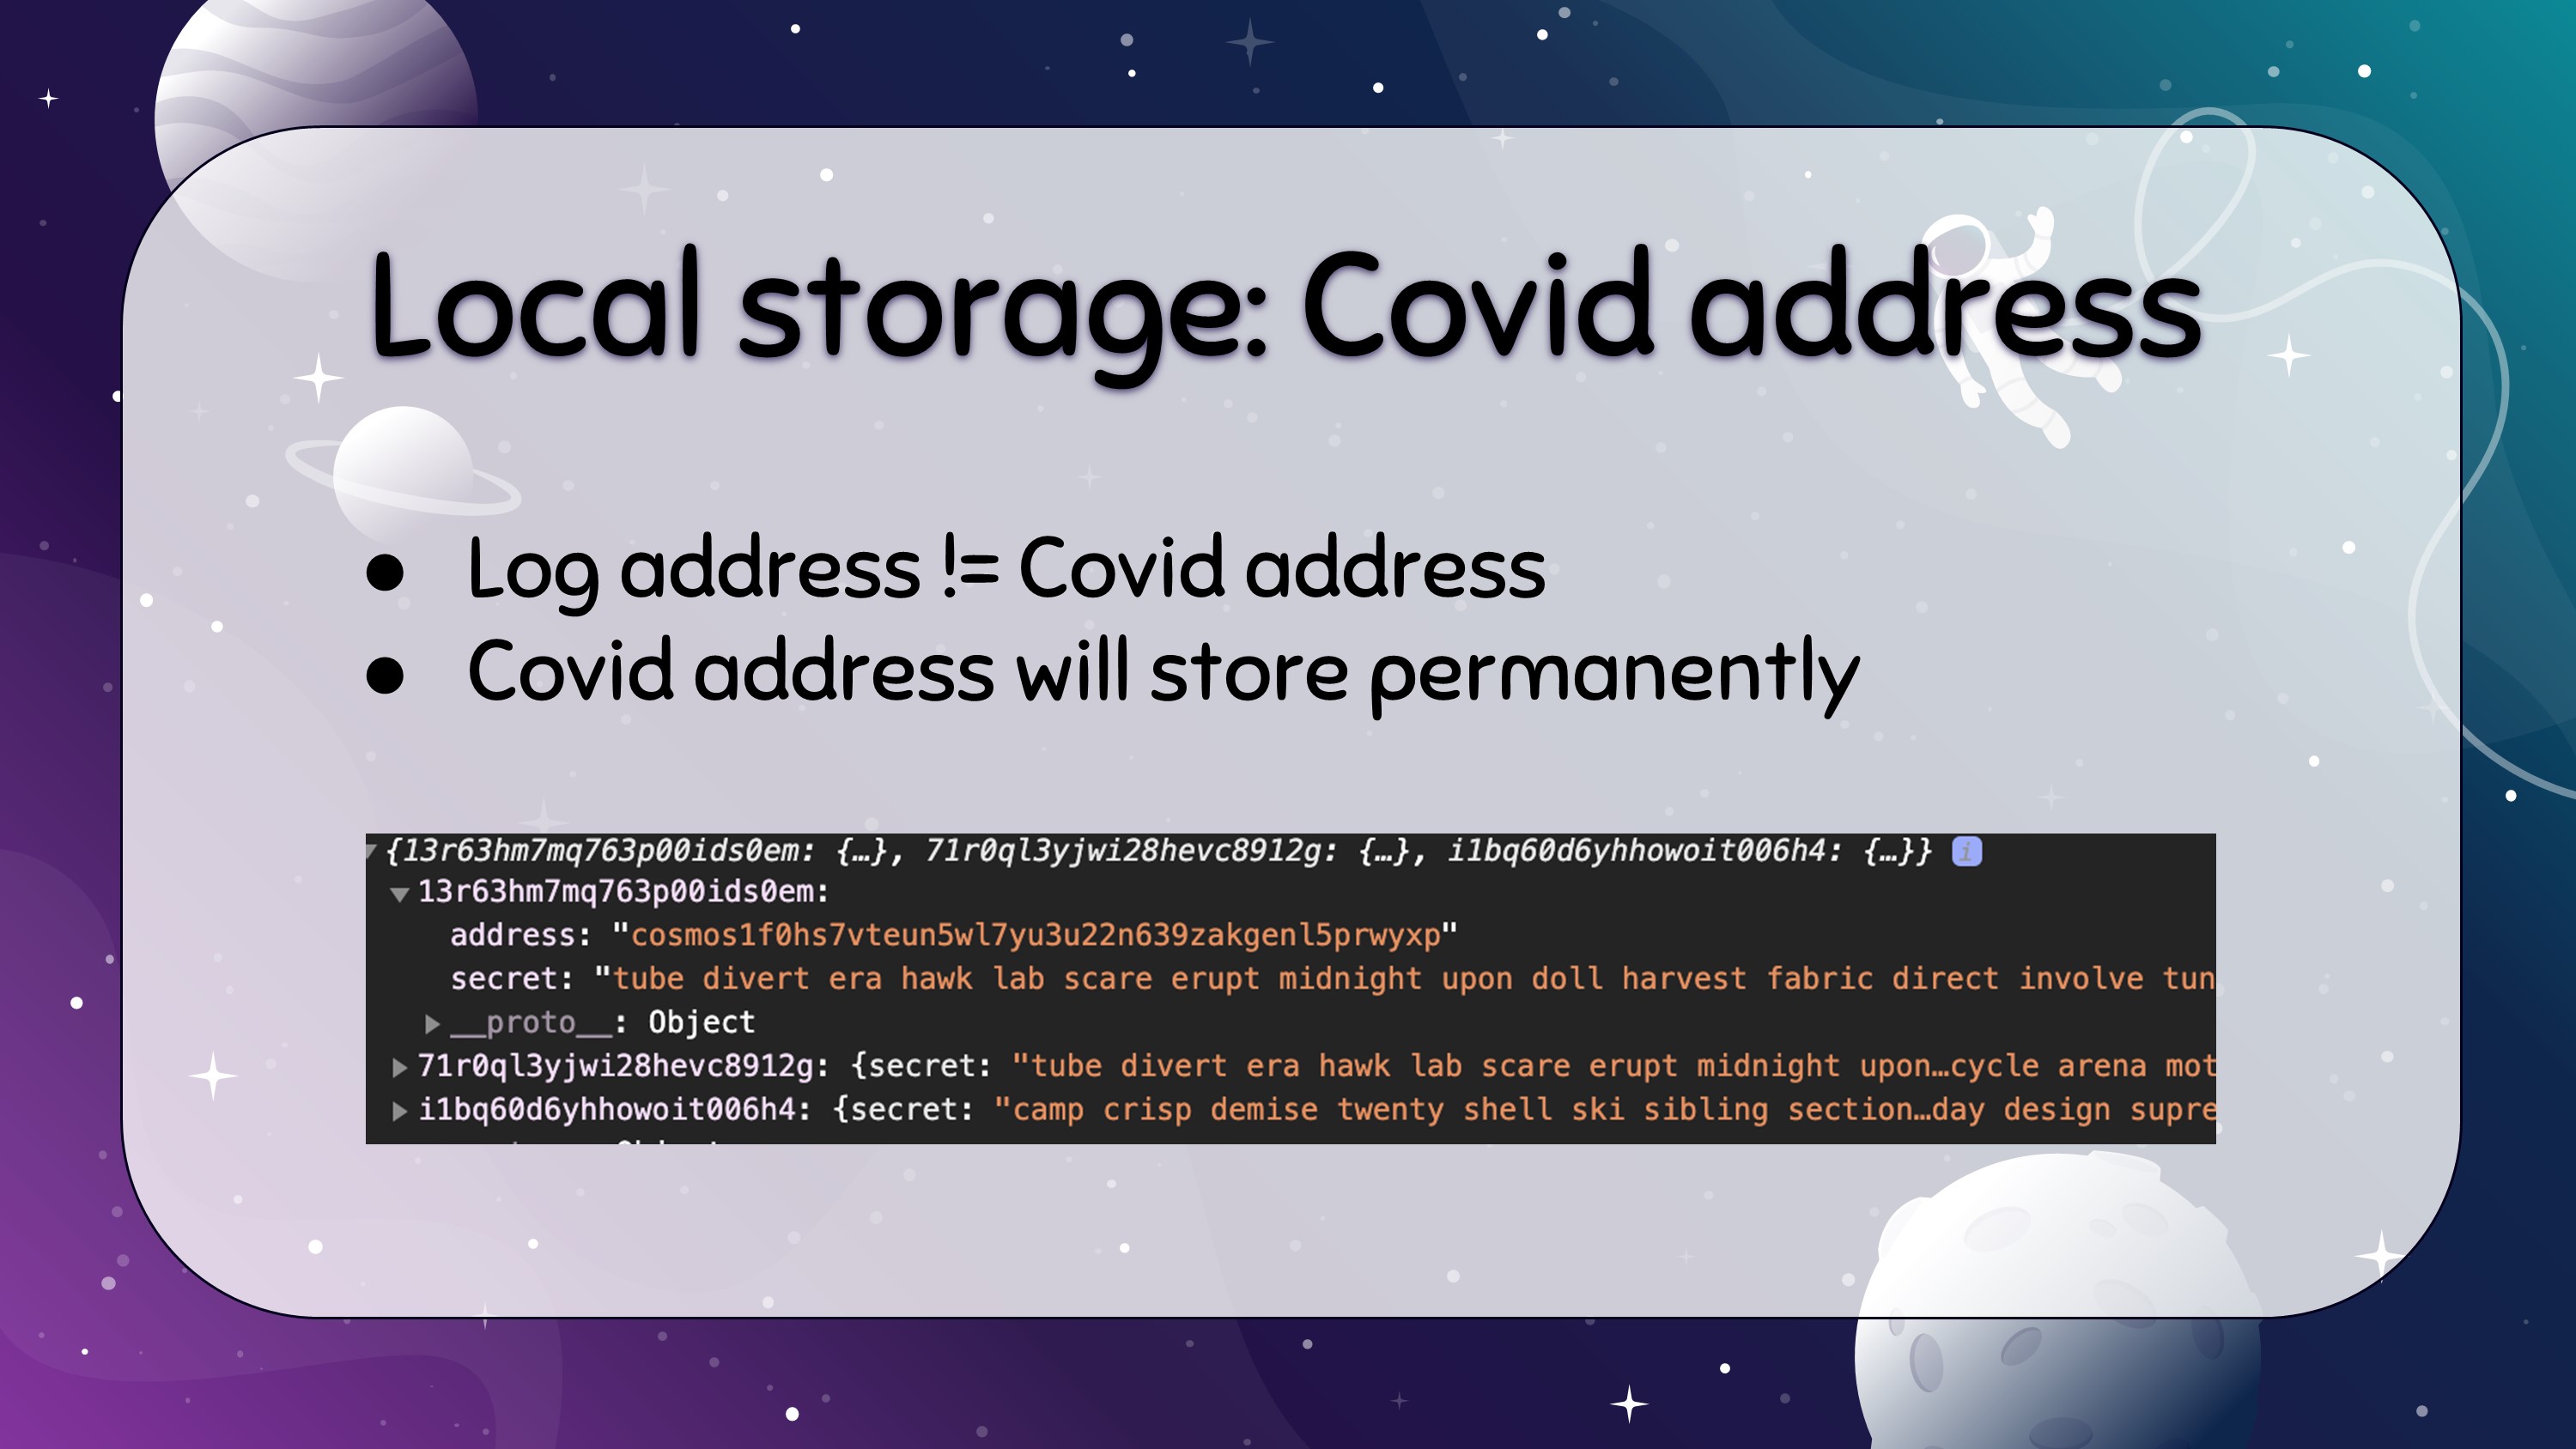 Local storage: Covid address
● Log address != Covid address
● Covid address will store permanently
▼{13r63hm7mq763p00ids0em: {…}, 71r0ql3yjwi28hevc8912g: {…}, i1bq60d6yhhowoit006h4: {…}} i
▼13r63hm7mq763p00ids0em:
address: "cosmos1f0hs7vteun5wl7yu3u22n639zakgenl5prwyxp"
secret: "tube divert era hawk lab scare erupt midnight upon doll harvest fabric direct involve tun
▶__proto__: Object
▶71r0ql3yjwi28hevc8912g: {secret: "tube divert era hawk lab scare erupt midnight upon…cycle arena mot
▶i1bq60d6yhhowoit006h4: {secret: "camp crisp demise twenty shell ski sibling section…day design supre